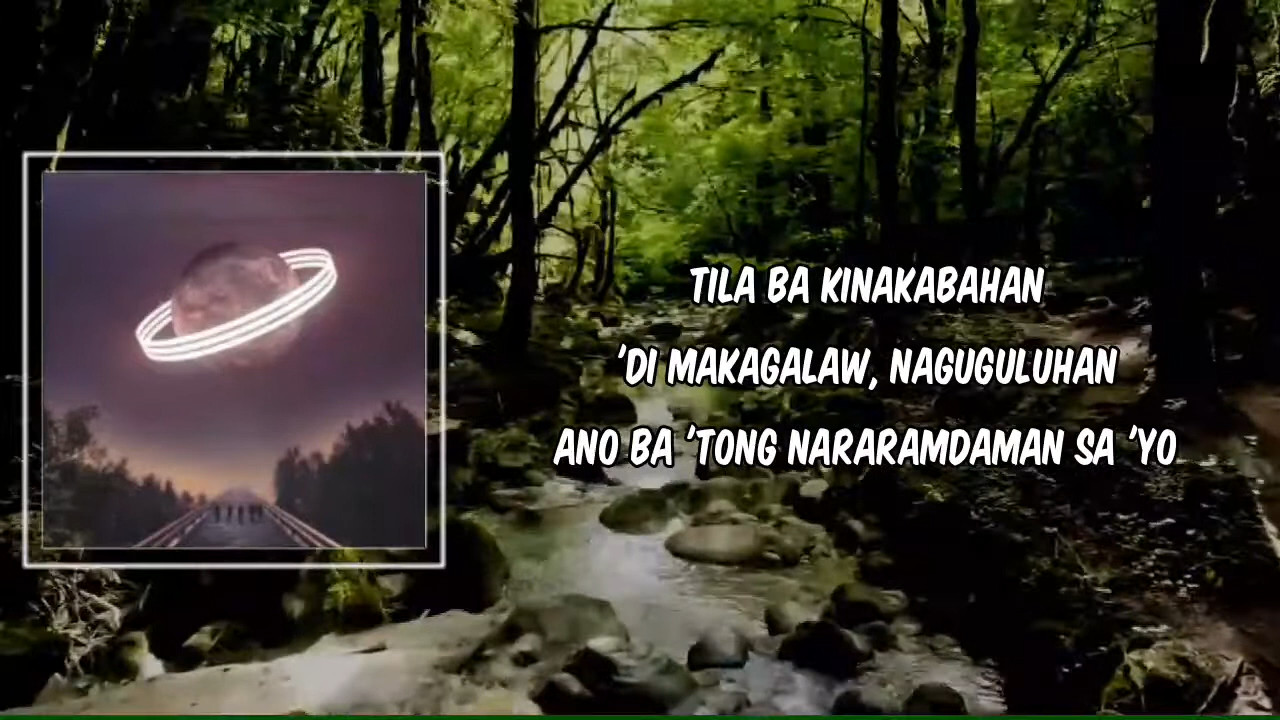 TILA BA KINAKABAHAN
'DI MAKAGALAW, NAGUGULUHAN
ANO BA 'TONG NARARAMDAMAN SA 'YO